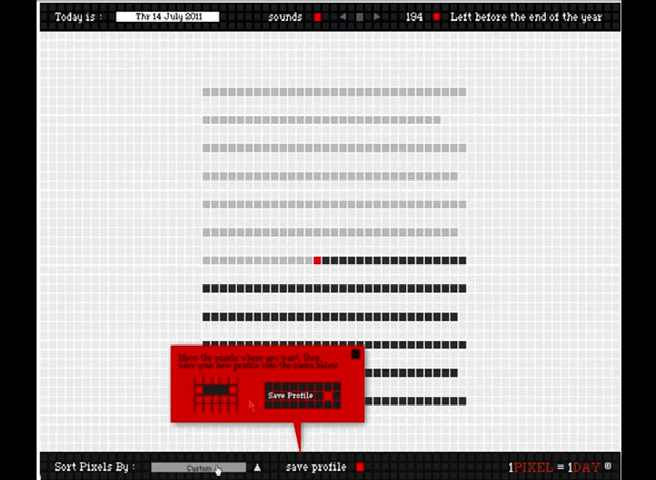 Today is :
Thr 14 July 2011
sounds
194
Left before the end of the year
Move the pixels where you want, then
save your new profile into the menu below.
Save Profile
Sort Pixels By :
Custom
save profile
1PIXEL = 1DAY